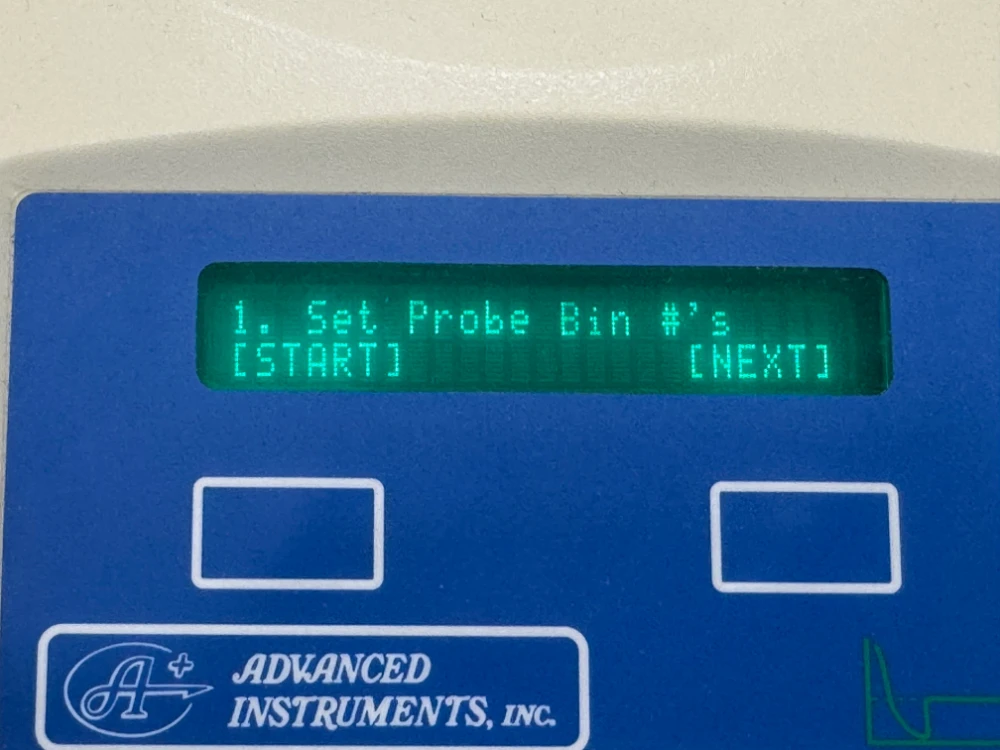 1. Set Probe Bin #'s
[START] [NEXT]
A+
ADVANCED
INSTRUMENTS, INC.